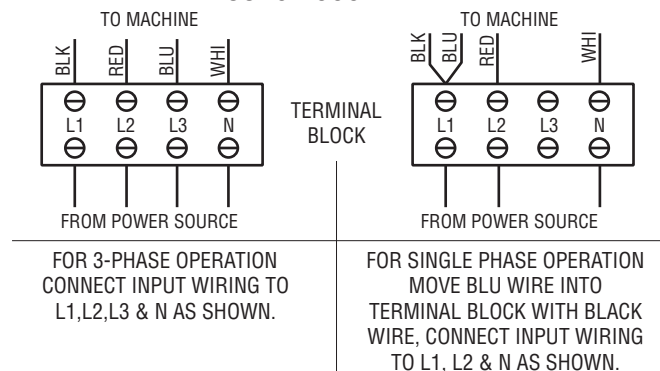 TO MACHINE
BLK RED BLU WHI
L1 L2 L3 N
FROM POWER SOURCE
TERMINAL
BLOCK
TO MACHINE
BLK BLU RED WHI
L1 L2 L3 N
FROM POWER SOURCE
FOR 3-PHASE OPERATION
CONNECT INPUT WIRING TO
L1,L2,L3 & N AS SHOWN.
FOR SINGLE PHASE OPERATION
MOVE BLU WIRE INTO
TERMINAL BLOCK WITH BLACK
WIRE, CONNECT INPUT WIRING
TO L1, L2 & N AS SHOWN.